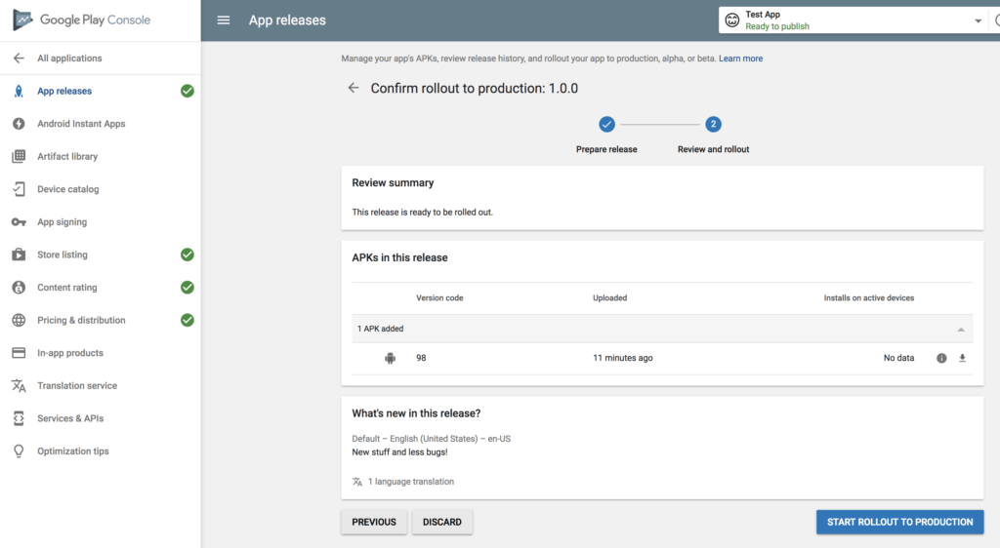 Google Play Console
App releases
Test App
Ready to publish
All applications
App releases
Android Instant Apps
Artifact library
Device catalog
App signing
Store listing
Content rating
Pricing & distribution
In-app products
Translation service
Services & APIs
Optimization tips
Manage your app's APKs, review release history, and rollout your app to production, alpha, or beta. Learn more
Confirm rollout to production: 1.0.0
2
Prepare release
Review and rollout
Review summary
This release is ready to be rolled out.
APKs in this release
Version code Uploaded Installs on active devices
1 APK added
98 11 minutes ago No data
What's new in this release?
Default – English (United States) – en-US
New stuff and less bugs!
1 language translation
PREVIOUS DISCARD START ROLLOUT TO PRODUCTION